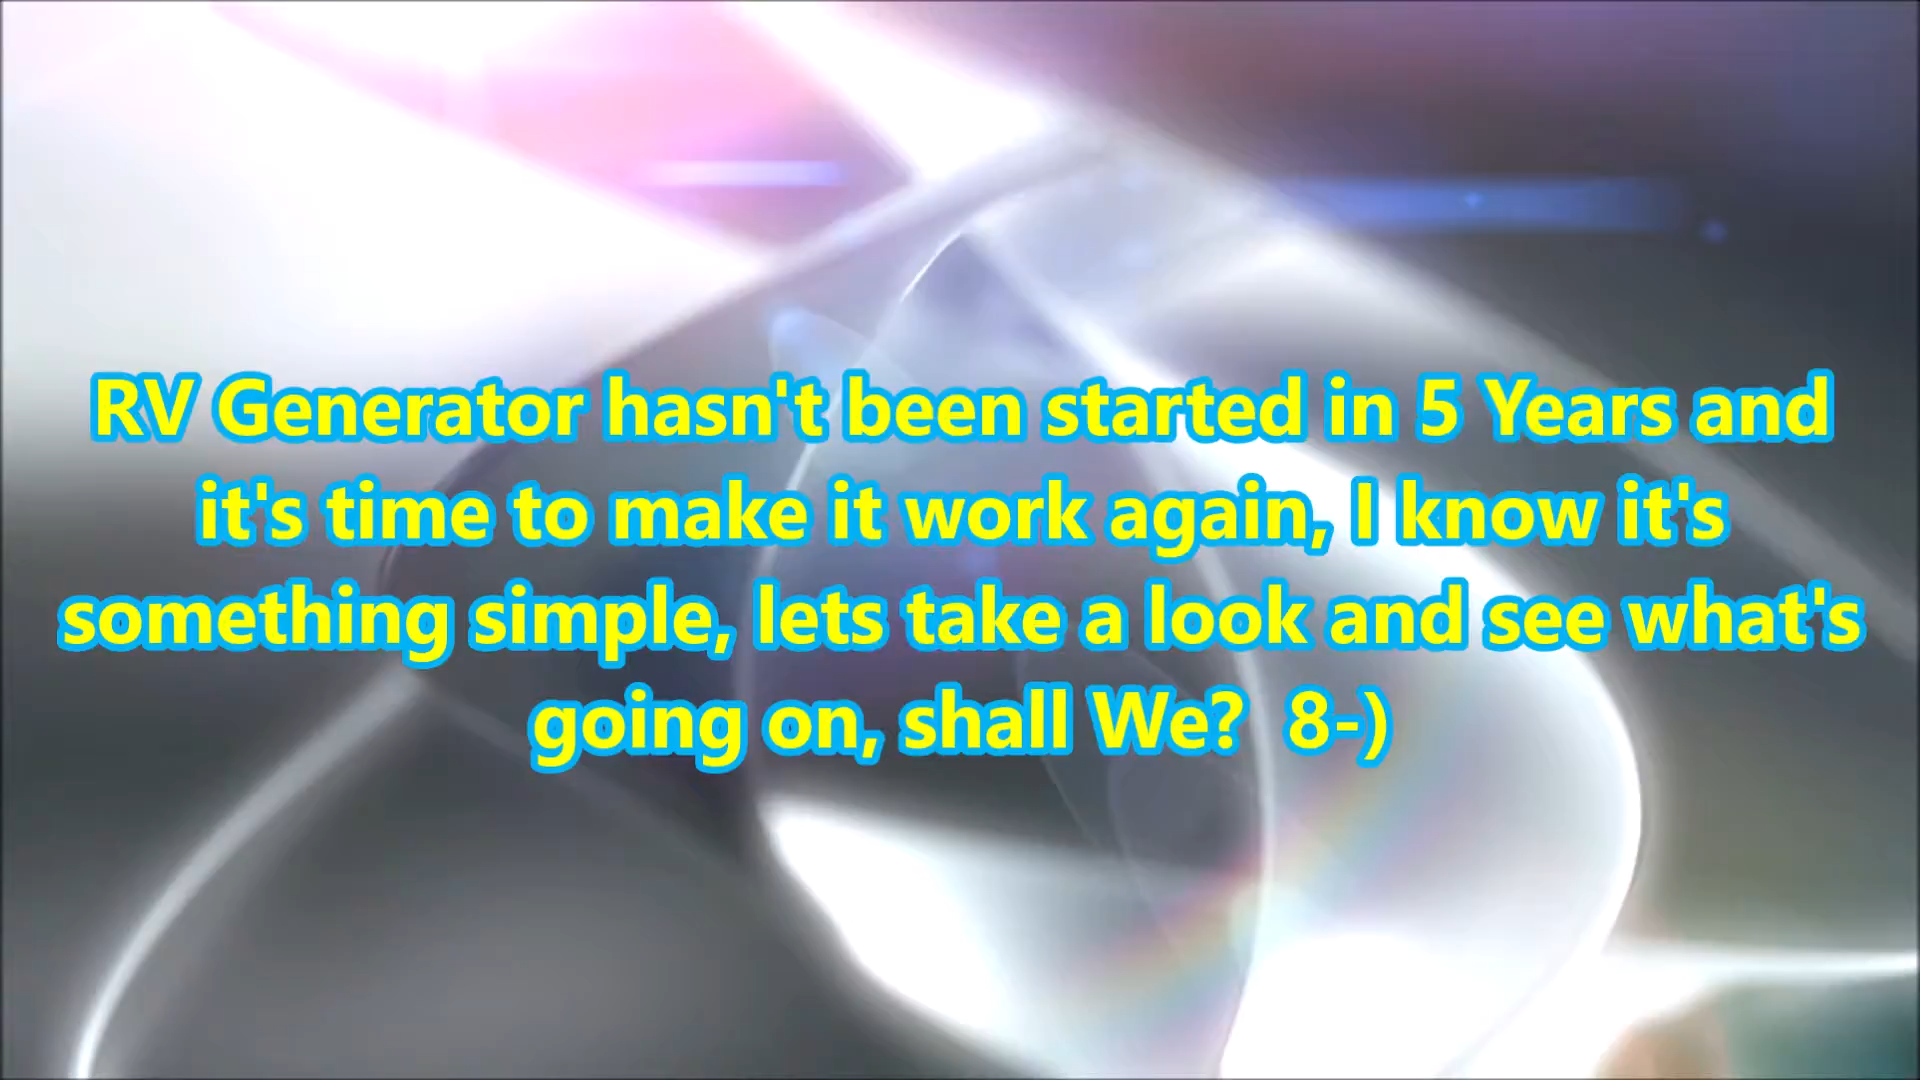 RV Generator hasn't been started in 5 Years and
it's time to make it work again, I know it's
something simple, lets take a look and see what's
going on, shall We?  8-)